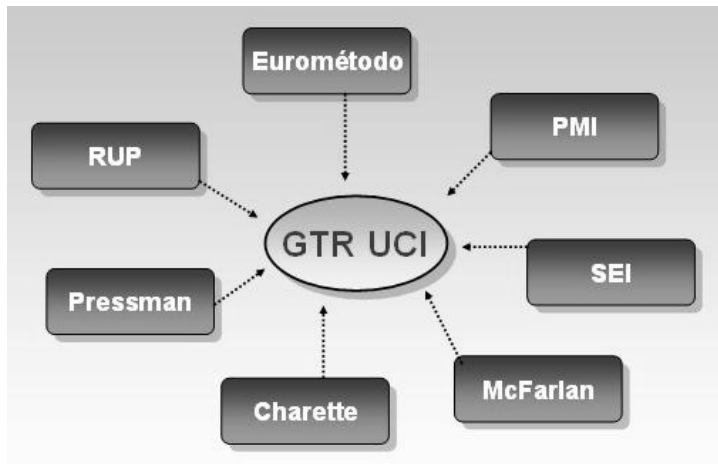 Eurométodo
PMI
RUP
GTR UCI
SEI
Pressman
McFarlan
Charette